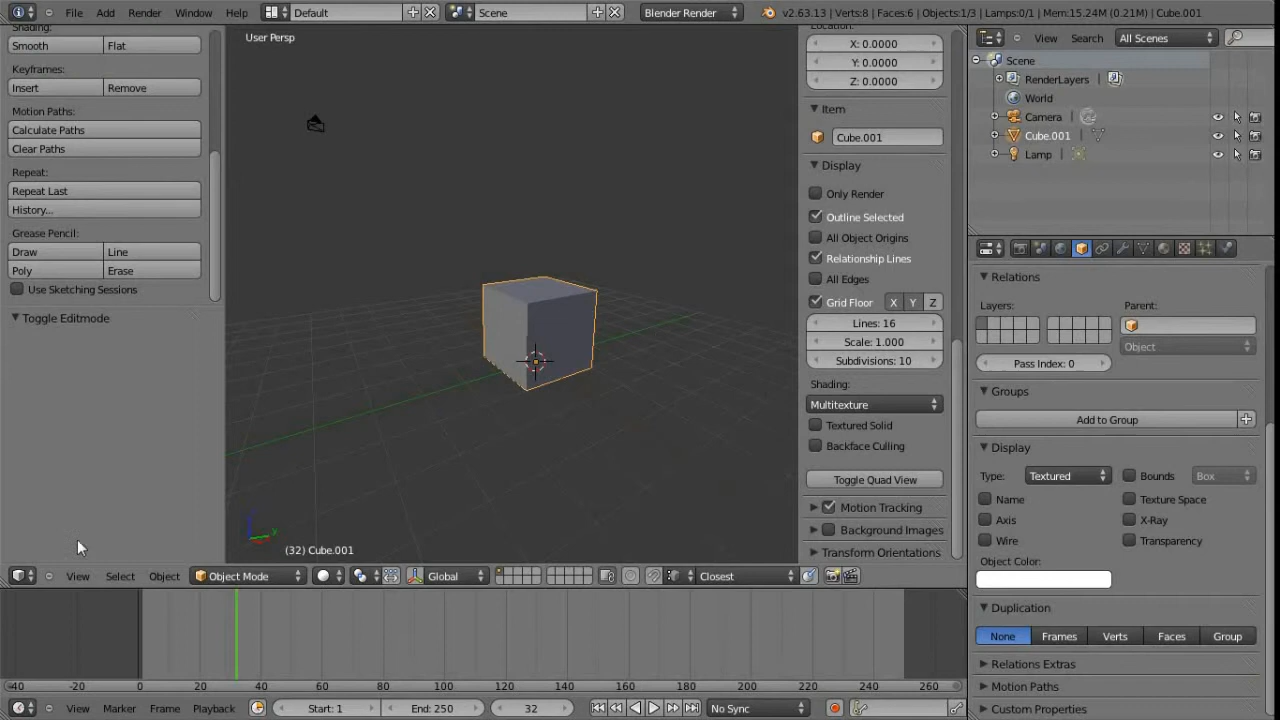 File Add Render Window Help Default Scene Blender Render v2.63.13 | Verts:8 | Faces:6 | Objects:1/3 | Lamps:0/1 | Mem:15.24M (0.21M) | Cube.001
Shading:
Smooth Flat
Keyframes:
Insert Remove
Motion Paths:
Calculate Paths
Clear Paths
Repeat:
Repeat Last
History...
Grease Pencil:
Draw Line
Poly Erase
Use Sketching Sessions
Toggle Editmode
User Persp
(32) Cube.001
Location:
X: 0.0000
Y: 0.0000
Z: 0.0000
Item
Cube.001
Display
Only Render
Outline Selected
All Object Origins
Relationship Lines
All Edges
Grid Floor X Y Z
Lines: 16
Scale: 1.000
Subdivisions: 10
Shading:
Multitexture
Textured Solid
Backface Culling
Toggle Quad View
Motion Tracking
Background Images
Transform Orientations
View Search All Scenes
Scene
RenderLayers
World
Camera
Cube.001
Lamp
Relations
Layers: Parent:
Object
Pass Index: 0
Groups
Add to Group
Display
Type: Textured Bounds Box
Name Texture Space
Axis X-Ray
Wire Transparency
Object Color:
Duplication
None Frames Verts Faces Group
Relations Extras
Motion Paths
Custom Properties
View Select Object Object Mode Global Closest
-40 -20 0 20 40 60 80 100 120 140 160 180 200 220 240 260
View Marker Frame Playback Start: 1 End: 250 32 No Sync